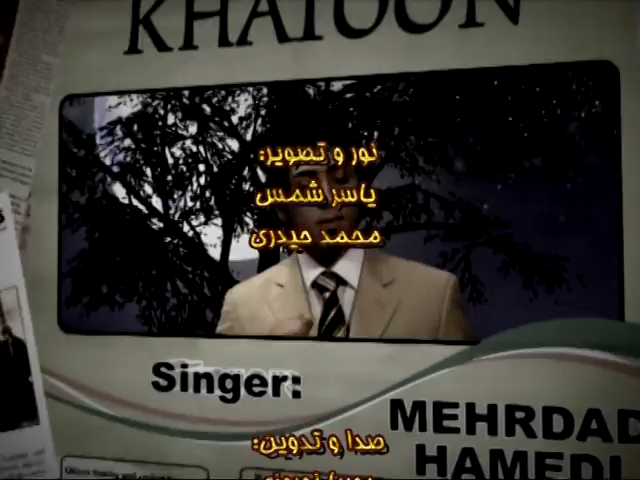 KHATOON
نور و تصویر:
یاسر شمس
محمد حیدری
Singer:
MEHRDAD
HAMEDI
صدا و تدوین: